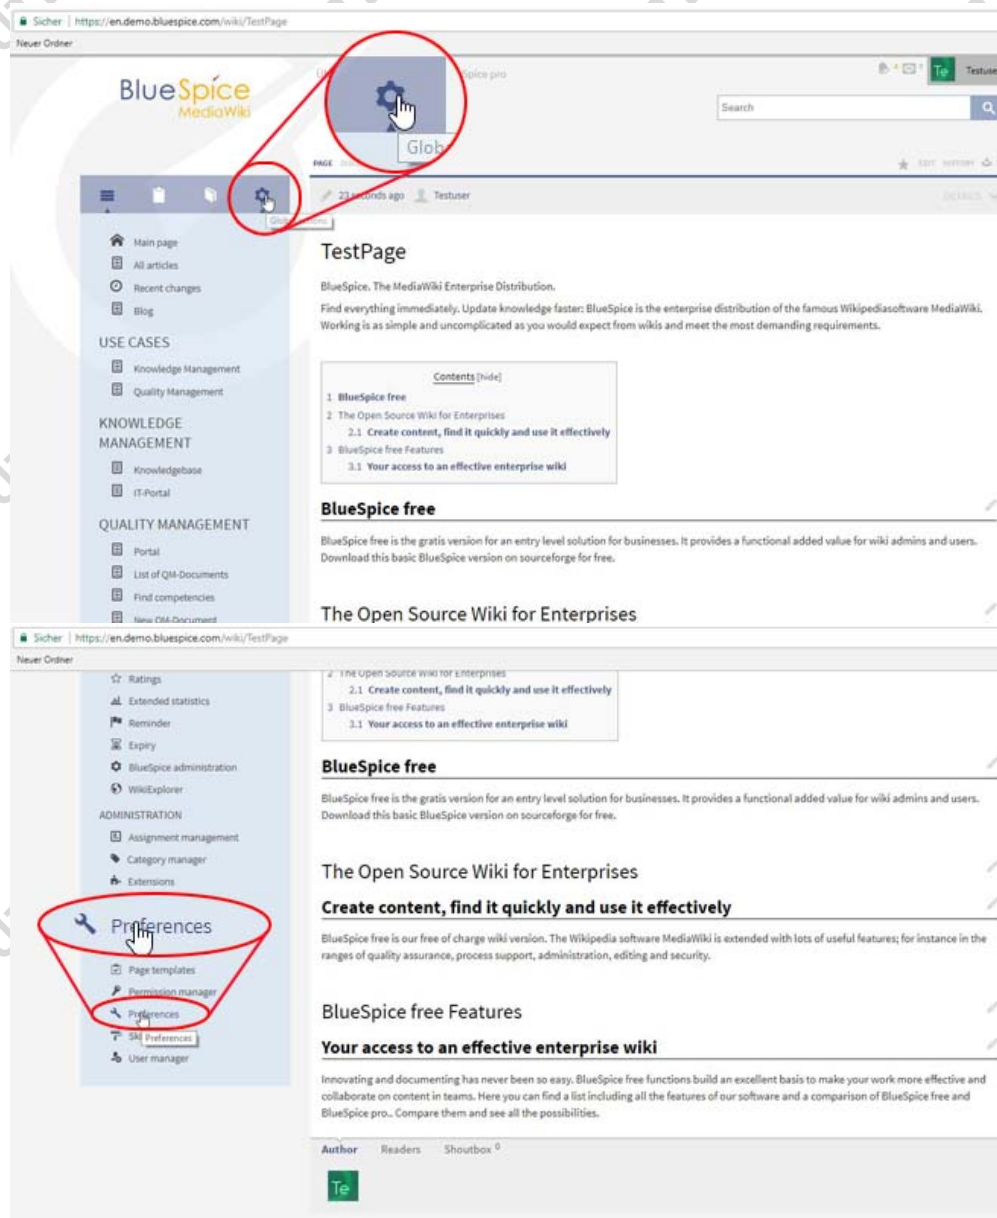 Sicher | https://en.demo.bluespice.com/wiki/TestPage
Neuer Ordner
BlueSpice
MediaWiki
Spice pro
Te Testuse
Search
Glob
PAGE
EDIT HISTORY
23 seconds ago Testuser
DETAILS
Main page
All articles
Recent changes
Blog
USE CASES
Knowledge Management
Quality Management
KNOWLEDGE
MANAGEMENT
Knowledgebase
IT-Portal
QUALITY MANAGEMENT
Portal
List of QM-Documents
Find competencies
New QM-Document
TestPage
BlueSpice. The MediaWiki Enterprise Distribution.
Find everything immediately. Update knowledge faster: BlueSpice is the enterprise distribution of the famous Wikipediasoftware MediaWiki.
Working is as simple and uncomplicated as you would expect from wikis and meet the most demanding requirements.
Contents [hide]
1 BlueSpice free
2 The Open Source Wiki for Enterprises
2.1 Create content, find it quickly and use it effectively
3 BlueSpice free Features
3.1 Your access to an effective enterprise wiki
BlueSpice free
BlueSpice free is the gratis version for an entry level solution for businesses. It provides a functional added value for wiki admins and users.
Download this basic BlueSpice version on sourceforge for free.
The Open Source Wiki for Enterprises
Sicher | https://en.demo.bluespice.com/wiki/TestPage
Neuer Ordner
Ratings
Extended statistics
Reminder
Expiry
BlueSpice administration
WikiExplorer
ADMINISTRATION
Assignment management
Category manager
Extensions
Preferences
Page templates
Permission manager
Preferences
Preferences
User manager
2 The Open Source Wiki for Enterprises
2.1 Create content, find it quickly and use it effectively
3 BlueSpice free Features
3.1 Your access to an effective enterprise wiki
BlueSpice free
BlueSpice free is the gratis version for an entry level solution for businesses. It provides a functional added value for wiki admins and users.
Download this basic BlueSpice version on sourceforge for free.
The Open Source Wiki for Enterprises
Create content, find it quickly and use it effectively
BlueSpice free is our free of charge wiki version. The Wikipedia software MediaWiki is extended with lots of useful features; for instance in the
ranges of quality assurance, process support, administration, editing and security.
BlueSpice free Features
Your access to an effective enterprise wiki
Innovating and documenting has never been so easy. BlueSpice free functions build an excellent basis to make your work more effective and
collaborate on content in teams. Here you can find a list including all the features of our software and a comparison of BlueSpice free and
BlueSpice pro.. Compare them and see all the possibilities.
Author Readers Shoutbox 0
Te